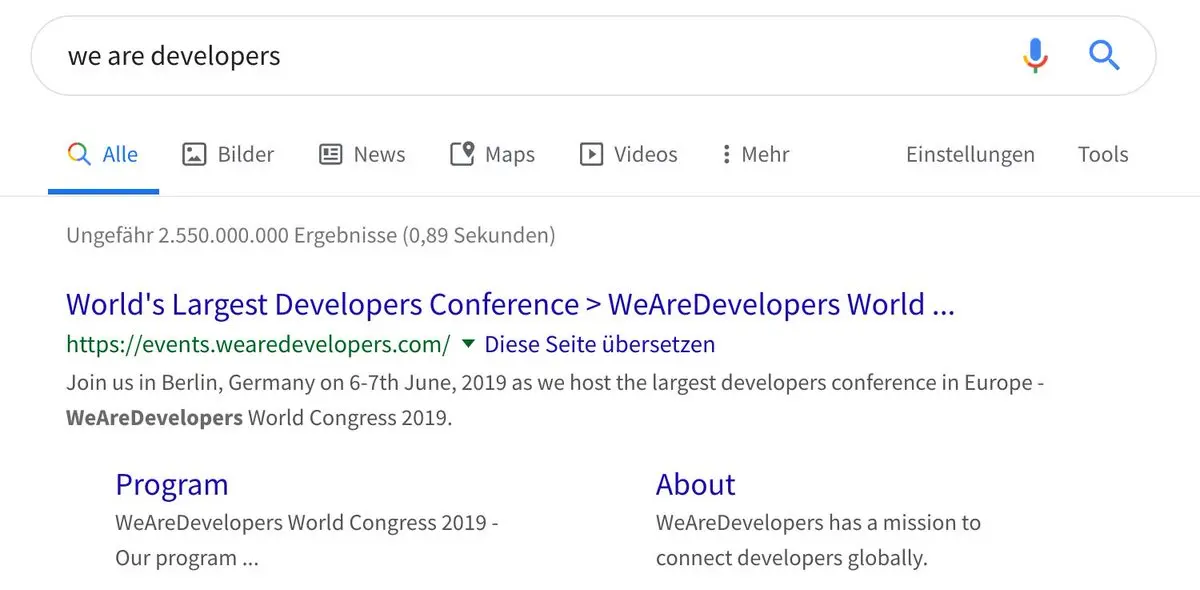 we are developers
Alle Bilder News Maps Videos Mehr Einstellungen Tools
Ungefähr 2.550.000.000 Ergebnisse (0,89 Sekunden)
World's Largest Developers Conference > WeAreDevelopers World ...
https://events.wearedevelopers.com/ Diese Seite übersetzen
Join us in Berlin, Germany on 6-7th June, 2019 as we host the largest developers conference in Europe -
WeAreDevelopers World Congress 2019.
Program
WeAreDevelopers World Congress 2019 -
Our program ...
About
WeAreDevelopers has a mission to
connect developers globally.